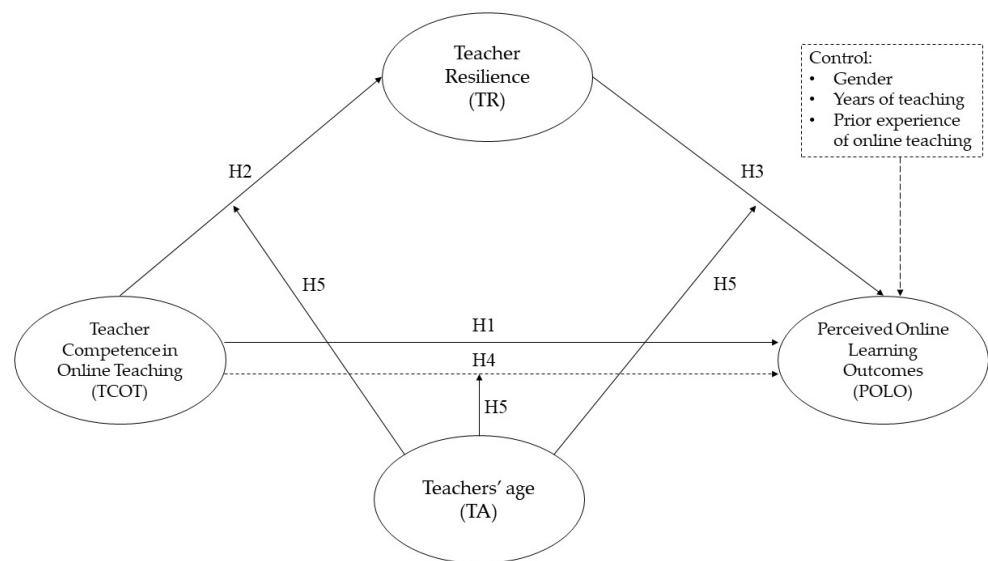 Teacher
Resilience
(TR)
Control:
• Gender
• Years of teaching
• Prior experience
of online teaching
H2
H3
H5
H5
Teacher
Competence in
Online Teaching
(TCOT)
H1
H4
H5
Perceived Online
Learning
Outcomes
(POLO)
Teachers' age
(TA)